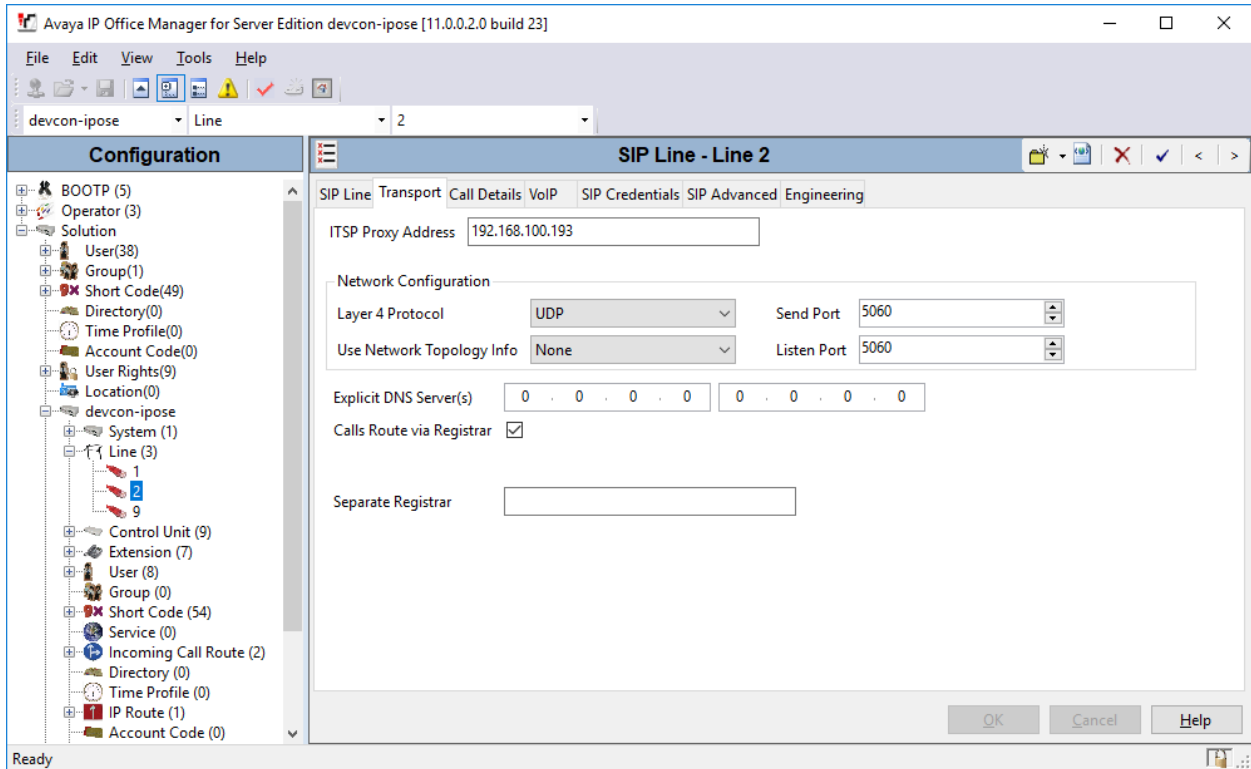 Avaya IP Office Manager for Server Edition devcon-ipose [11.0.0.2.0 build 23]
File Edit View Tools Help
devcon-ipose Line 2
Configuration
BOOTP (5)
Operator (3)
Solution
User(38)
Group(1)
Short Code(49)
Directory(0)
Time Profile(0)
Account Code(0)
User Rights(9)
Location(0)
devcon-ipose
System (1)
Line (3)
1
2
9
Control Unit (9)
Extension (7)
User (8)
Group (0)
Short Code (54)
Service (0)
Incoming Call Route (2)
Directory (0)
Time Profile (0)
IP Route (1)
Account Code (0)
SIP Line - Line 2
SIP Line Transport Call Details VoIP SIP Credentials SIP Advanced Engineering
ITSP Proxy Address 192.168.100.193
Network Configuration
Layer 4 Protocol UDP Send Port 5060
Use Network Topology Info None Listen Port 5060
Explicit DNS Server(s) 0 . 0 . 0 . 0 0 . 0 . 0 . 0
Calls Route via Registrar
Separate Registrar
OK Cancel Help
Ready